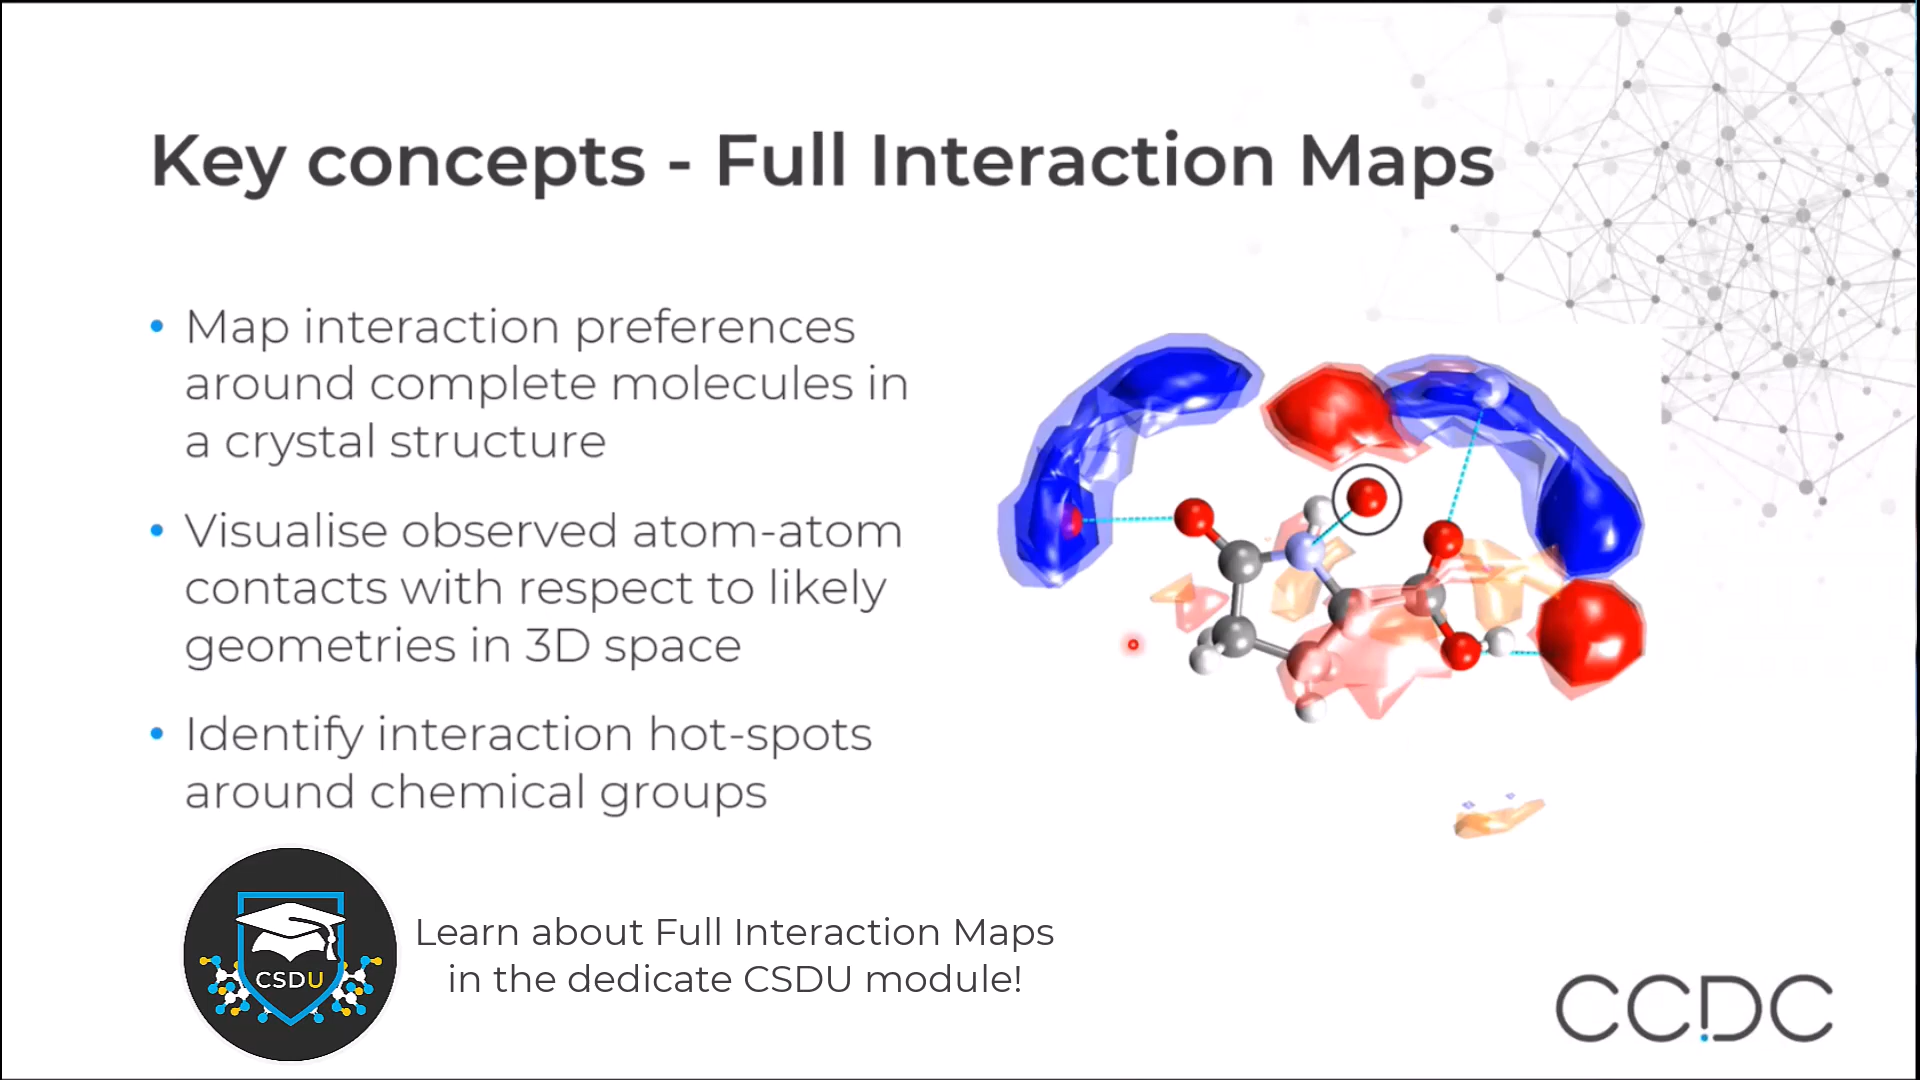 Key concepts - Full Interaction Maps
• Map interaction preferences
around complete molecules in
a crystal structure
• Visualise observed atom-atom
contacts with respect to likely
geometries in 3D space
• Identify interaction hot-spots
around chemical groups
CSDU
Learn about Full Interaction Maps
in the dedicate CSDU module!
CCDC